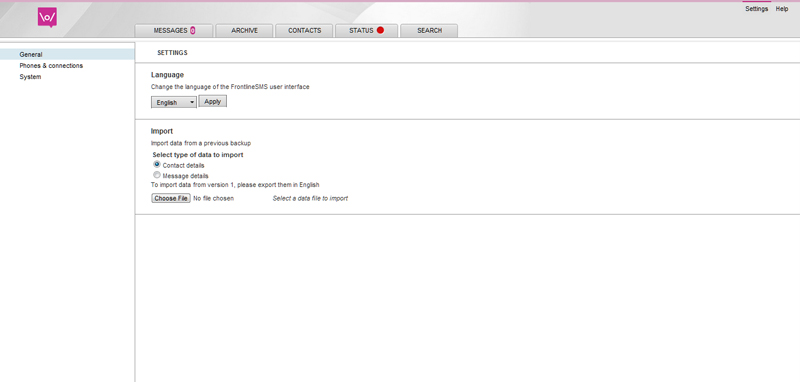 \o/
Settings Help
MESSAGES 0 ARCHIVE CONTACTS STATUS SEARCH
General
Phones & connections
System
SETTINGS
Language
Change the language of the FrontlineSMS user interface
English Apply
Import
Import data from a previous backup
Select type of data to import
Contact details
Message details
To import data from version 1, please export them in English
Choose File No file chosen Select a data file to import